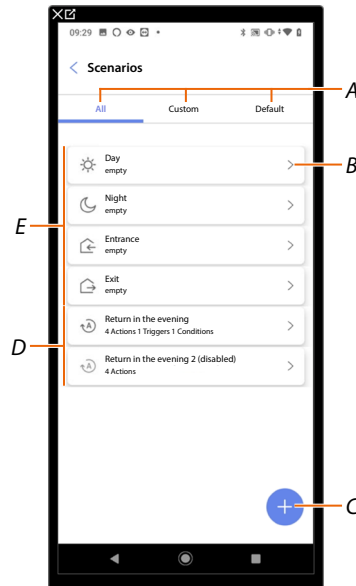 09:29
Scenarios
A
All Custom Default
Day
empty
B
Night
empty
E
Entrance
empty
Exit
empty
Return in the evening
4 Actions 1 Triggers 1 Conditions
D
Return in the evening 2 (disabled)
4 Actions
C